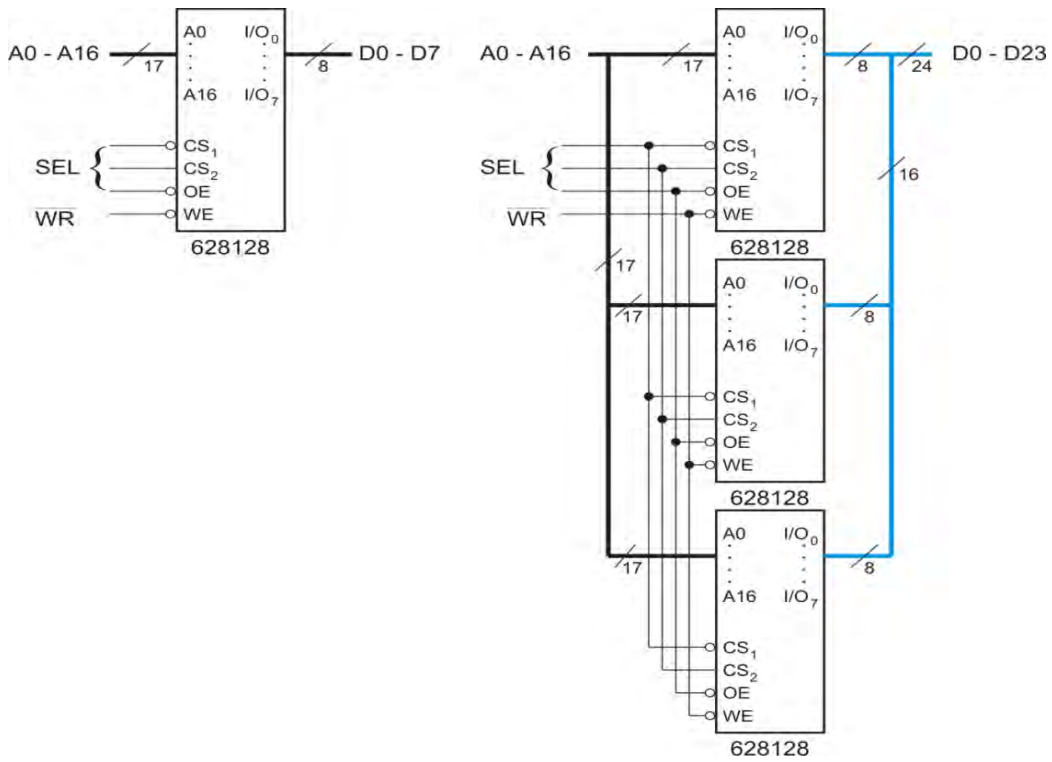 A0 - A16
17
A0
I/O0
A16
I/O7
8
D0 - D7
SEL
CS1
CS2
OE
WR
WE
628128
A0 - A16
17
A0
I/O0
A16
I/O7
8
24
D0 - D23
16
SEL
CS1
CS2
OE
WR
WE
628128
17
17
A0
I/O0
A16
I/O7
8
CS1
CS2
OE
WE
628128
17
A0
I/O0
A16
I/O7
8
CS1
CS2
OE
WE
628128